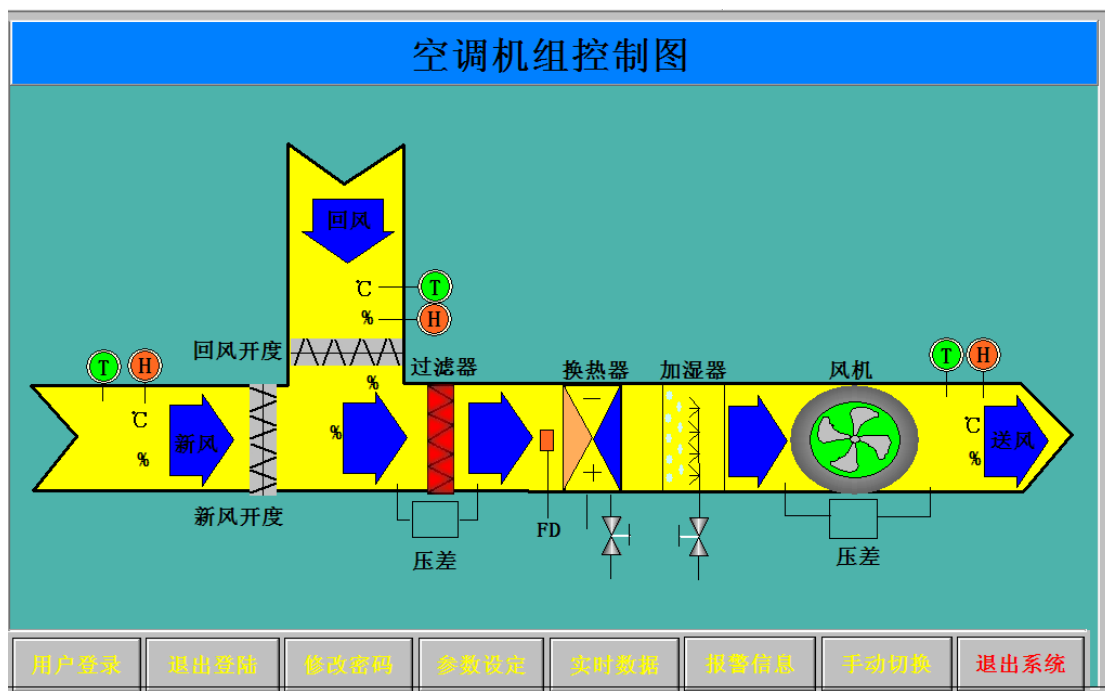 空调机组控制图
回风
℃
T
%
H
回风开度
%
过滤器
换热器
加湿器
风机
T
H
T
H
℃
%
新风
%
−
+
℃
%
送风
新风开度
FD
压差
压差
用户登录
退出登陆
修改密码
参数设定
实时数据
报警信息
手动切换
退出系统